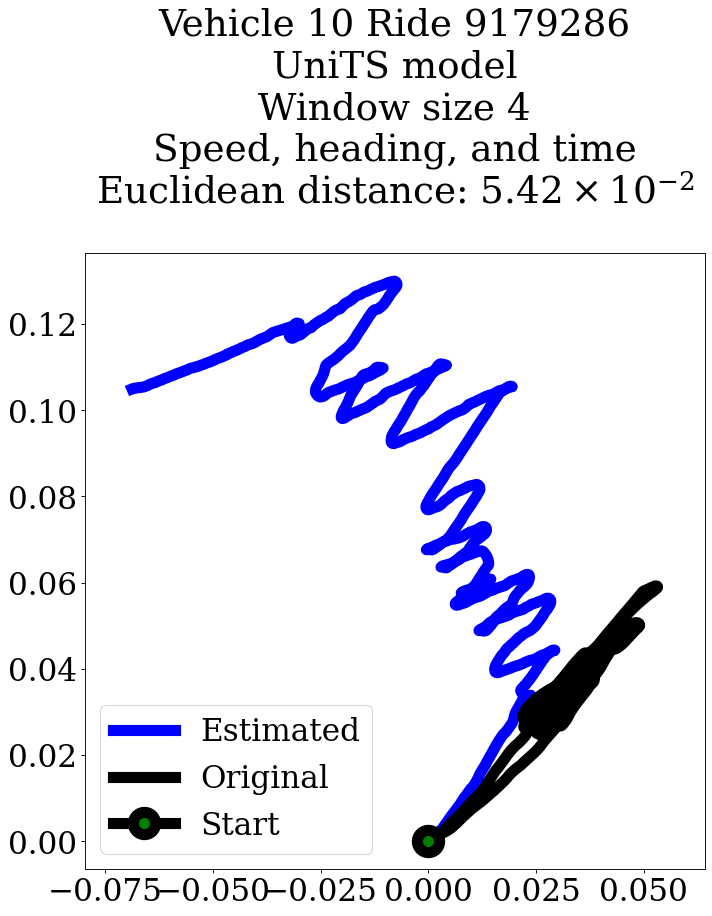 Vehicle 10 Ride 9179286
UniTS model
Window size 4
Speed, heading, and time
Euclidean distance: 5.42 × 10⁻²
0.12
0.10
0.08
0.06
0.04
0.02
0.00
Estimated
Original
Start
−0.075 −0.050 −0.025 0.000 0.025 0.050